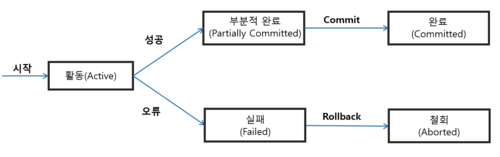 시작
활동(Active)
성공
부분적 완료
(Partially Committed)
Commit
완료
(Committed)
오류
실패
(Failed)
Rollback
철회
(Aborted)